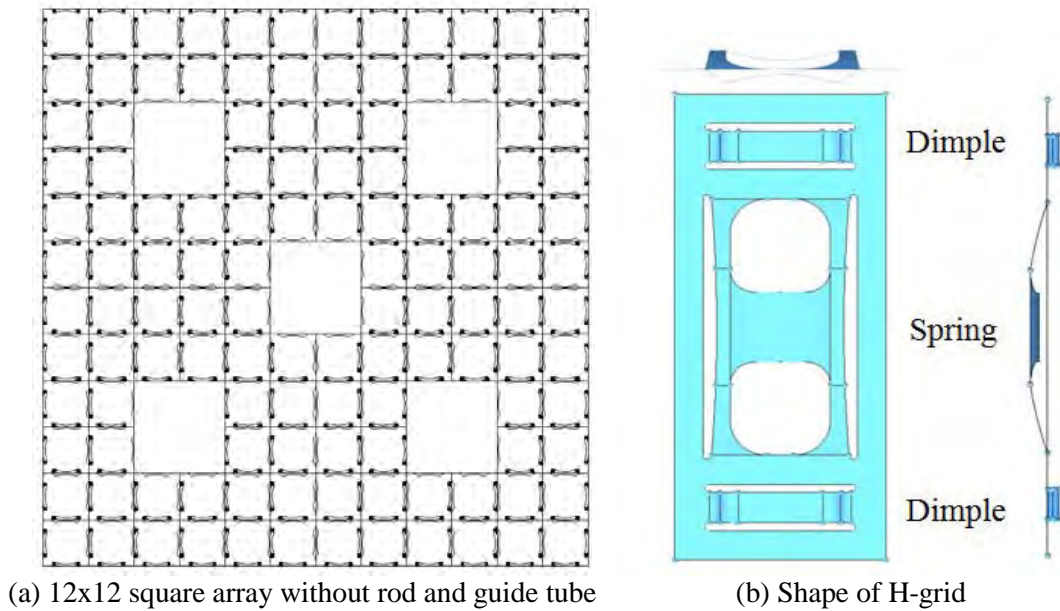 Dimple
Spring
Dimple
(a) 12x12 square array without rod and guide tube
(b) Shape of H-grid